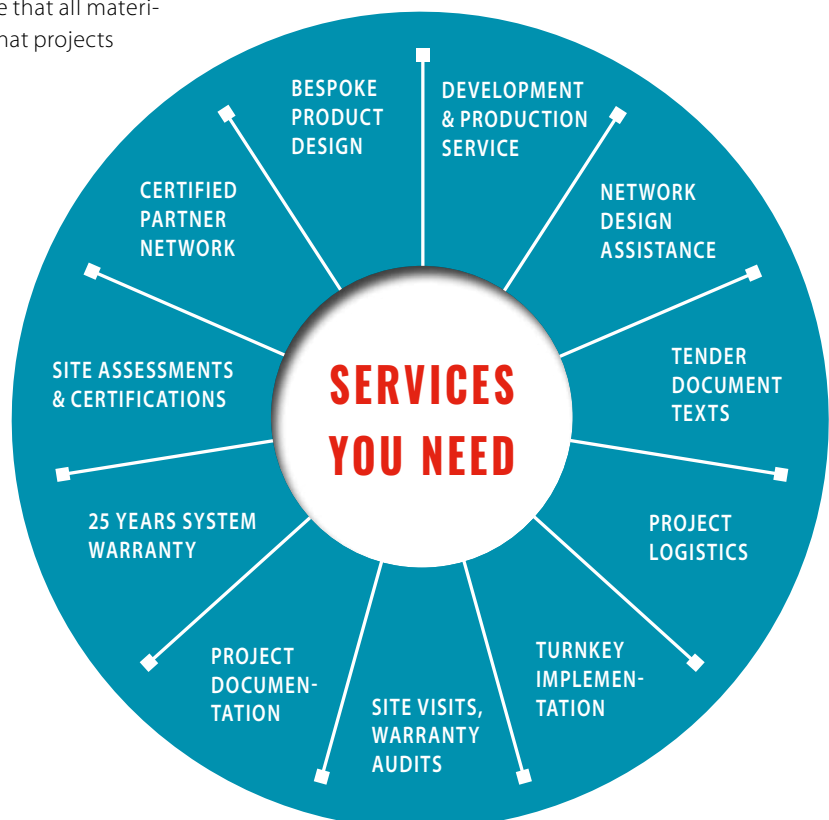 e that all materi-
hat projects
BESPOKE
PRODUCT
DESIGN
DEVELOPMENT
& PRODUCTION
SERVICE
NETWORK
DESIGN
ASSISTANCE
TENDER
DOCUMENT
TEXTS
PROJECT
LOGISTICS
TURNKEY
IMPLEMEN-
TATION
SITE VISITS,
WARRANTY
AUDITS
PROJECT
DOCUMEN-
TATION
25 YEARS SYSTEM
WARRANTY
SITE ASSESSMENTS
& CERTIFICATIONS
CERTIFIED
PARTNER
NETWORK
SERVICES
YOU NEED